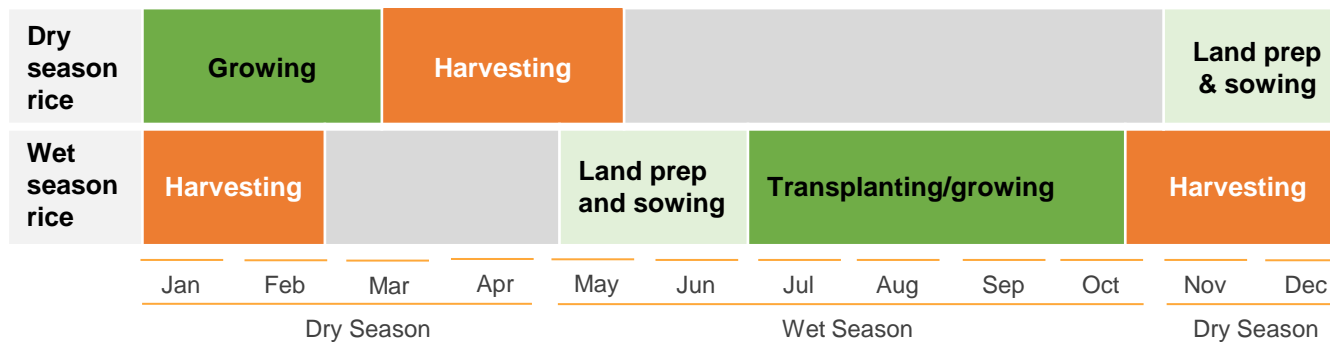 Dry
season
rice
Growing
Harvesting
Land prep
& sowing
Wet
season
rice
Harvesting
Land prep
and sowing
Transplanting/growing
Harvesting
Jan Feb Mar Apr May Jun Jul Aug Sep Oct Nov Dec
Dry Season Wet Season Dry Season